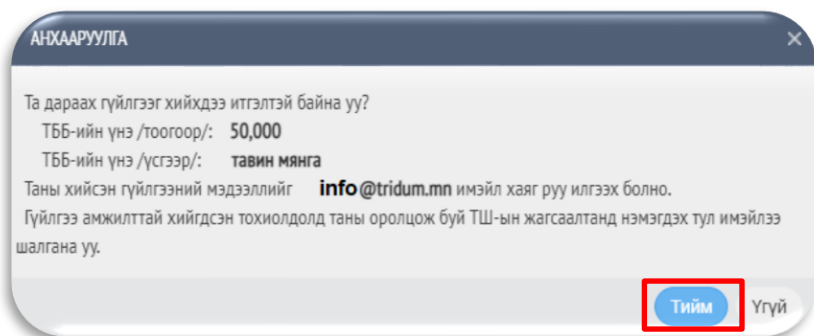 АНХААРУУЛГА ×
Та дараах гүйлгээг хийхдээ итгэлтэй байна уу?
ТББ-ийн үнэ /тоогоор/: 50,000
ТББ-ийн үнэ /үсгээр/: тавин мянга
Таны хийсэн гүйлгээний мэдээллийг info@tridum.mn имэйл хаяг руу илгээх болно.
Гүйлгээ амжилттай хийгдсэн тохиолдолд таны оролцож буй ТШ-ын жагсаалтанд нэмэгдэх тул имэйлээ
шалгана уу.
Тийм Үгүй